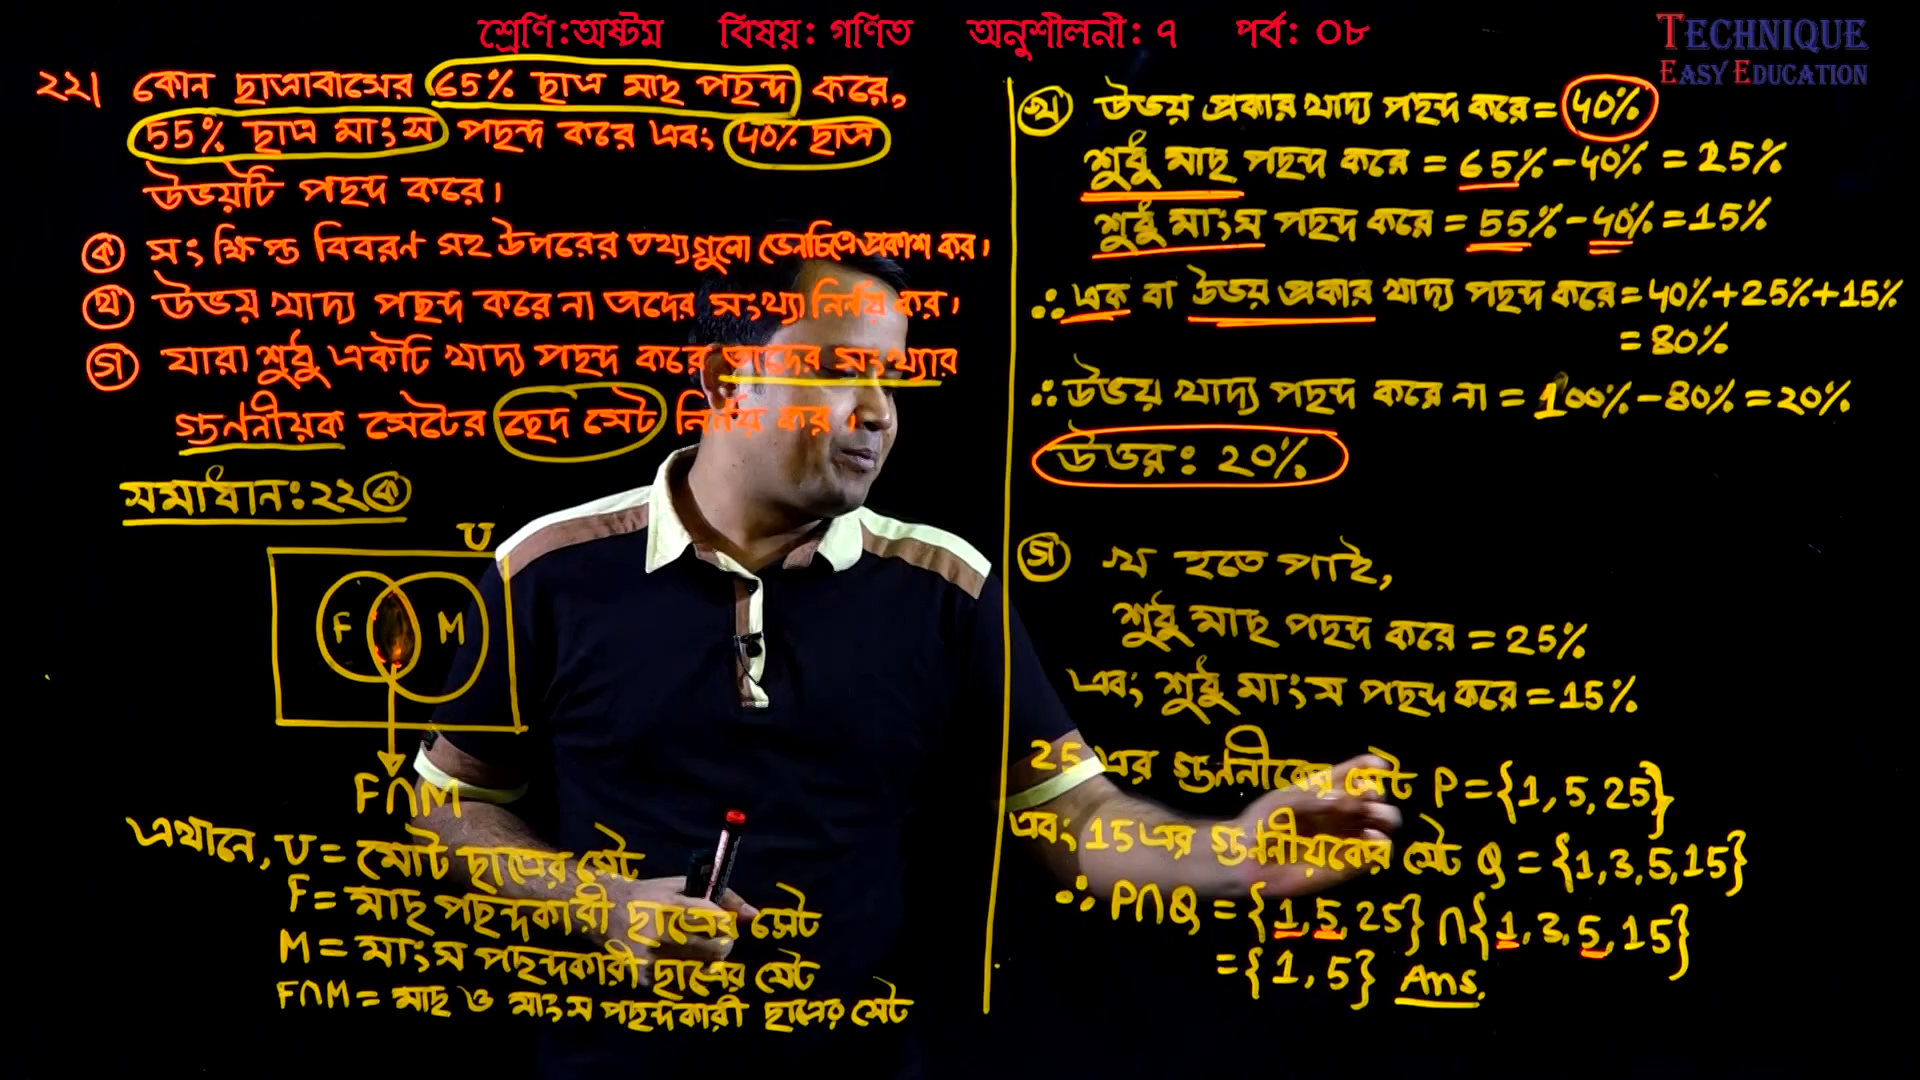 শ্রেণি:অষ্টম বিষয়: গণিত অনুশীলনী: ৭ পর্ব: ০৮
TECHNIQUE
EASY EDUCATION
২২। কোন ছাত্রাবাসের 65% ছাত্র মাছ পছন্দ করে,
55% ছাত্র মাংস পছন্দ করে এবং 40% ছাত্র
উভয়টি পছন্দ করে।
ক সংক্ষিপ্ত বিবরণ সহ উপরের তথ্যগুলো ভেনচিত্রে প্রকাশ কর।
খ উভয় খাদ্য পছন্দ করে না তাদের সংখ্যা নির্ণয় কর।
গ যারা শুধু একটি খাদ্য পছন্দ করে তাদের সংখ্যার
গুণনীয়ক সেটের ছেদ সেট নির্ণয় কর।
সমাধান: ২২ ক
U
F M
F∩M
এখানে, U = মোট ছাত্রের সেট
F = মাছ পছন্দকারী ছাত্রের সেট
M = মাংস পছন্দকারী ছাত্রের সেট
F∩M = মাছ ও মাংস পছন্দকারী ছাত্রের সেট
খ উভয় প্রকার খাদ্য পছন্দ করে = 40%
শুধু মাছ পছন্দ করে = 65% - 40% = 25%
শুধু মাংস পছন্দ করে = 55% - 40% = 15%
∴ এক বা উভয় প্রকার খাদ্য পছন্দ করে = 40% + 25% + 15%
= 80%
∴ উভয় খাদ্য পছন্দ করে না = 100% - 80% = 20%
উত্তর: 20%
গ খ হতে পাই,
শুধু মাছ পছন্দ করে = 25%
এবং শুধু মাংস পছন্দ করে = 15%
25 এর গুণনীয়কের সেট P = {1, 5, 25}
এবং 15 এর গুণনীয়কের সেট Q = {1, 3, 5, 15}
∴ P∩Q = {1, 5, 25} ∩ {1, 3, 5, 15}
= {1, 5} Ans.